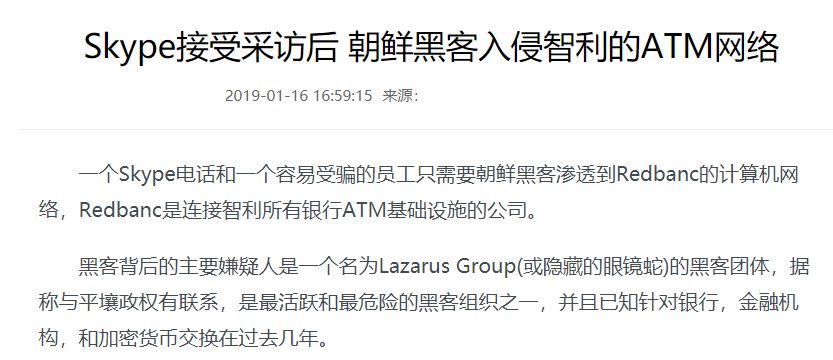 Skype接受采访后 朝鲜黑客入侵智利的ATM网络
2019-01-16 16:59:15 来源：
一个Skype电话和一个容易受骗的员工只需要朝鲜黑客渗透到Redbanc的计算机网
络，Redbanc是连接智利所有银行ATM基础设施的公司。
黑客背后的主要嫌疑人是一个名为Lazarus Group(或隐藏的眼镜蛇)的黑客团体，据
称与平壤政权有联系，是最活跃和最危险的黑客组织之一，并且已知针对银行，金融机
构，和加密货币交换在过去几年。